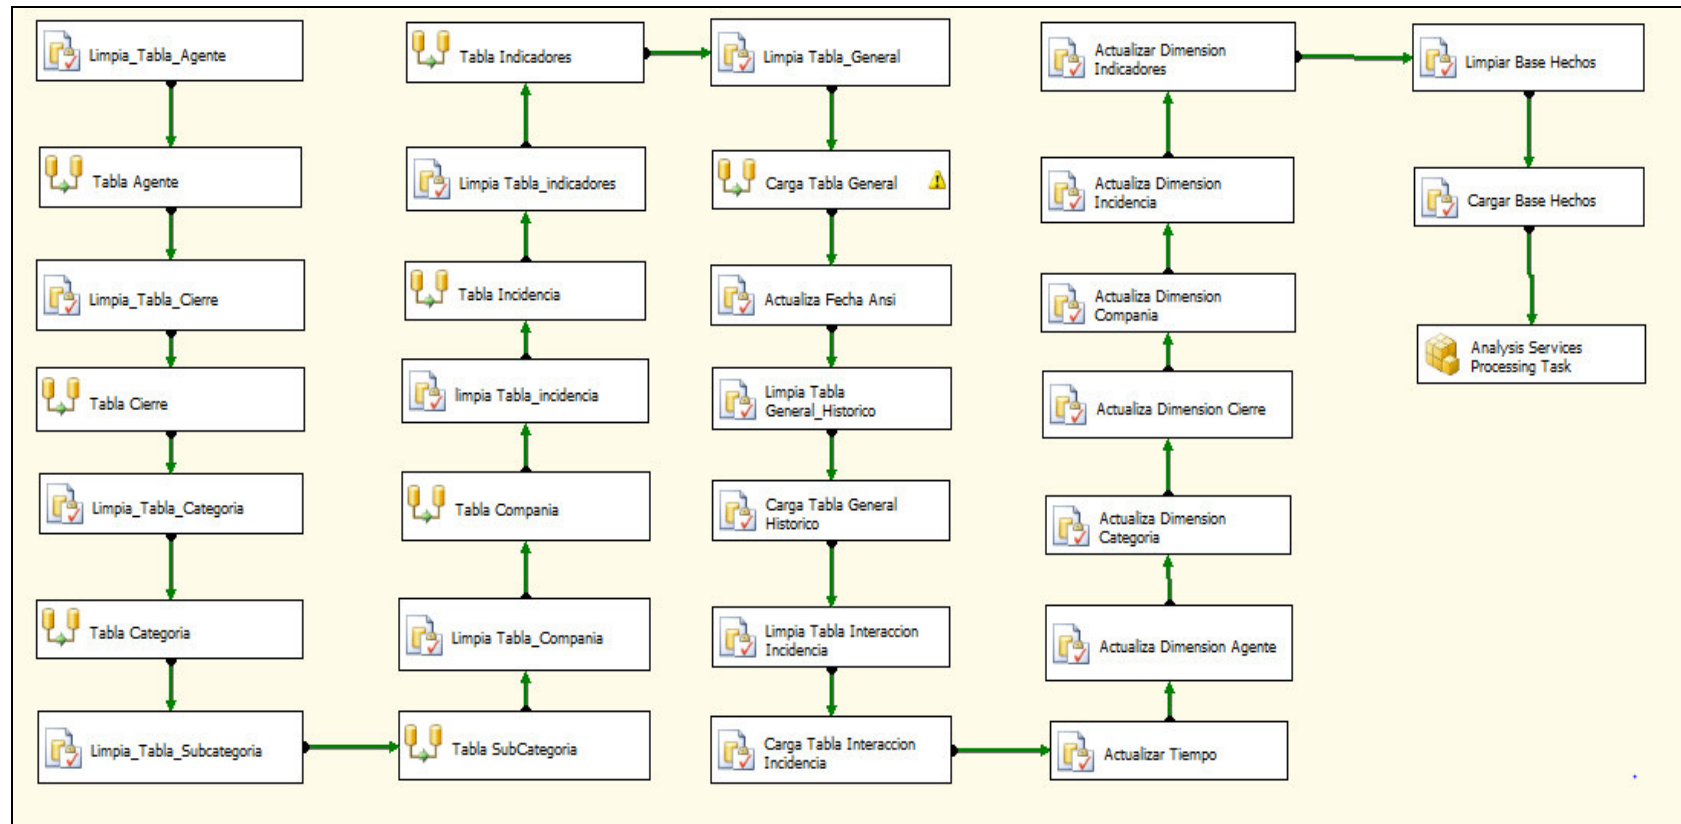 Limpia_Tabla_Agente
Tabla Agente
Limpia_Tabla_Cierre
Tabla Cierre
Limpia_Tabla_Categoria
Tabla Categoria
Limpia_Tabla_Subcategoria
Tabla SubCategoria
Limpia Tabla_Compania
Tabla Compania
limpia Tabla_incidencia
Tabla Incidencia
Limpia Tabla_indicadores
Tabla Indicadores
Limpia Tabla_General
Carga Tabla General
Actualiza Fecha Ansi
Limpia Tabla
General_Historico
Carga Tabla General
Historico
Limpia Tabla Interaccion
Incidencia
Carga Tabla Interaccion
Incidencia
Actualizar Tiempo
Actualiza Dimension Agente
Actualiza Dimension
Categoria
Actualiza Dimension Cierre
Actualiza Dimension
Compania
Actualiza Dimension
Incidencia
Actualizar Dimension
Indicadores
Limpiar Base Hechos
Cargar Base Hechos
Analysis Services
Processing Task